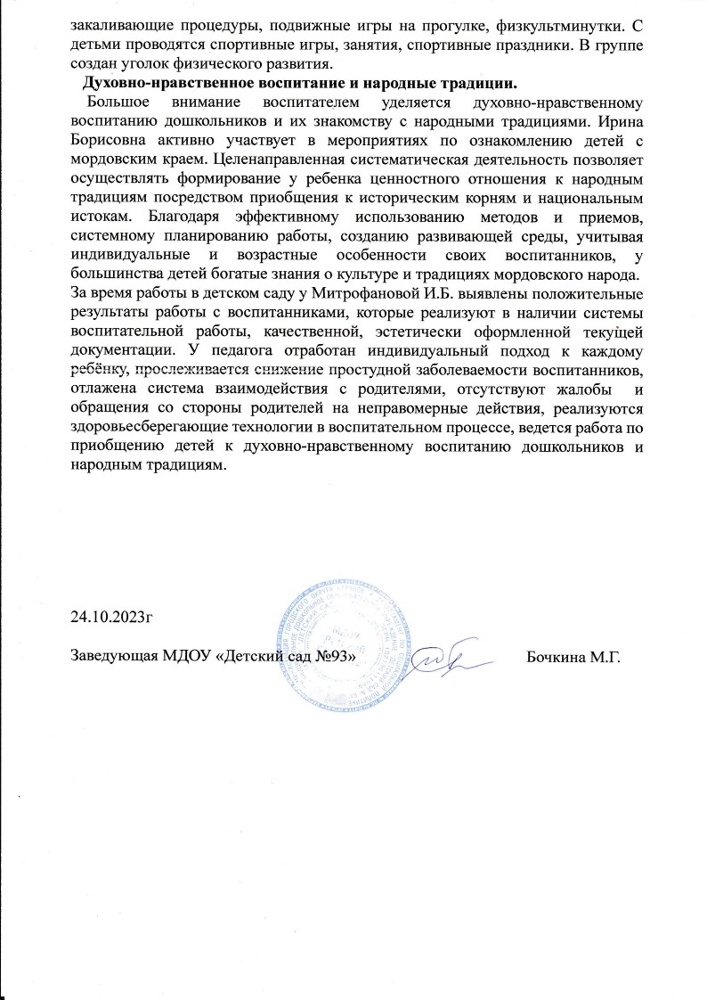 закаливающие процедуры, подвижные игры на прогулке, физкультминутки. С
детьми проводятся спортивные игры, занятия, спортивные праздники. В группе
создан уголок физического развития.
Духовно-нравственное воспитание и народные традиции.
Большое внимание воспитателем уделяется духовно-нравственному
воспитанию дошкольников и их знакомству с народными традициями. Ирина
Борисовна активно участвует в мероприятиях по ознакомлению детей с
мордовским краем. Целенаправленная систематическая деятельность позволяет
осуществлять формирование у ребенка ценностного отношения к народным
традициям посредством приобщения к историческим корням и национальным
истокам. Благодаря эффективному использованию методов и приемов,
системному планированию работы, созданию развивающей среды, учитывая
индивидуальные и возрастные особенности своих воспитанников, у
большинства детей богатые знания о культуре и традициях мордовского народа.
За время работы в детском саду у Митрофановой И.Б. выявлены положительные
результаты работы с воспитанниками, которые реализуют в наличии системы
воспитательной работы, качественной, эстетически оформленной текущей
документации. У педагога отработан индивидуальный подход к каждому
ребёнку, прослеживается снижение простудной заболеваемости воспитанников,
отлажена система взаимодействия с родителями, отсутствуют жалобы и
обращения со стороны родителей на неправомерные действия, реализуются
здоровьесберегающие технологии в воспитательном процессе, ведется работа по
приобщению детей к духовно-нравственному воспитанию дошкольников и
народным традициям.
24.10.2023г
Заведующая МДОУ «Детский сад №93» Бочкина М.Г.